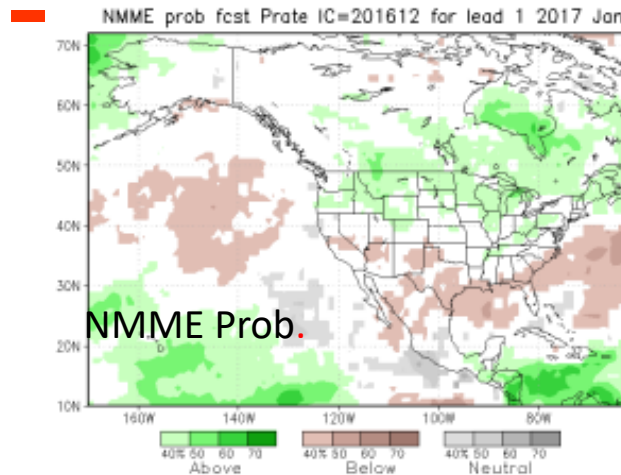 NMME prob fcst Prate IC=201612 for lead 1 2017 Jan
70N
60N
50N
40N
30N
NMME Prob.
20N
10N
160W 140W 120W 100W 80W
40% 50 60 70 40% 50 60 70 40% 50 60 70
Above Below Neutral